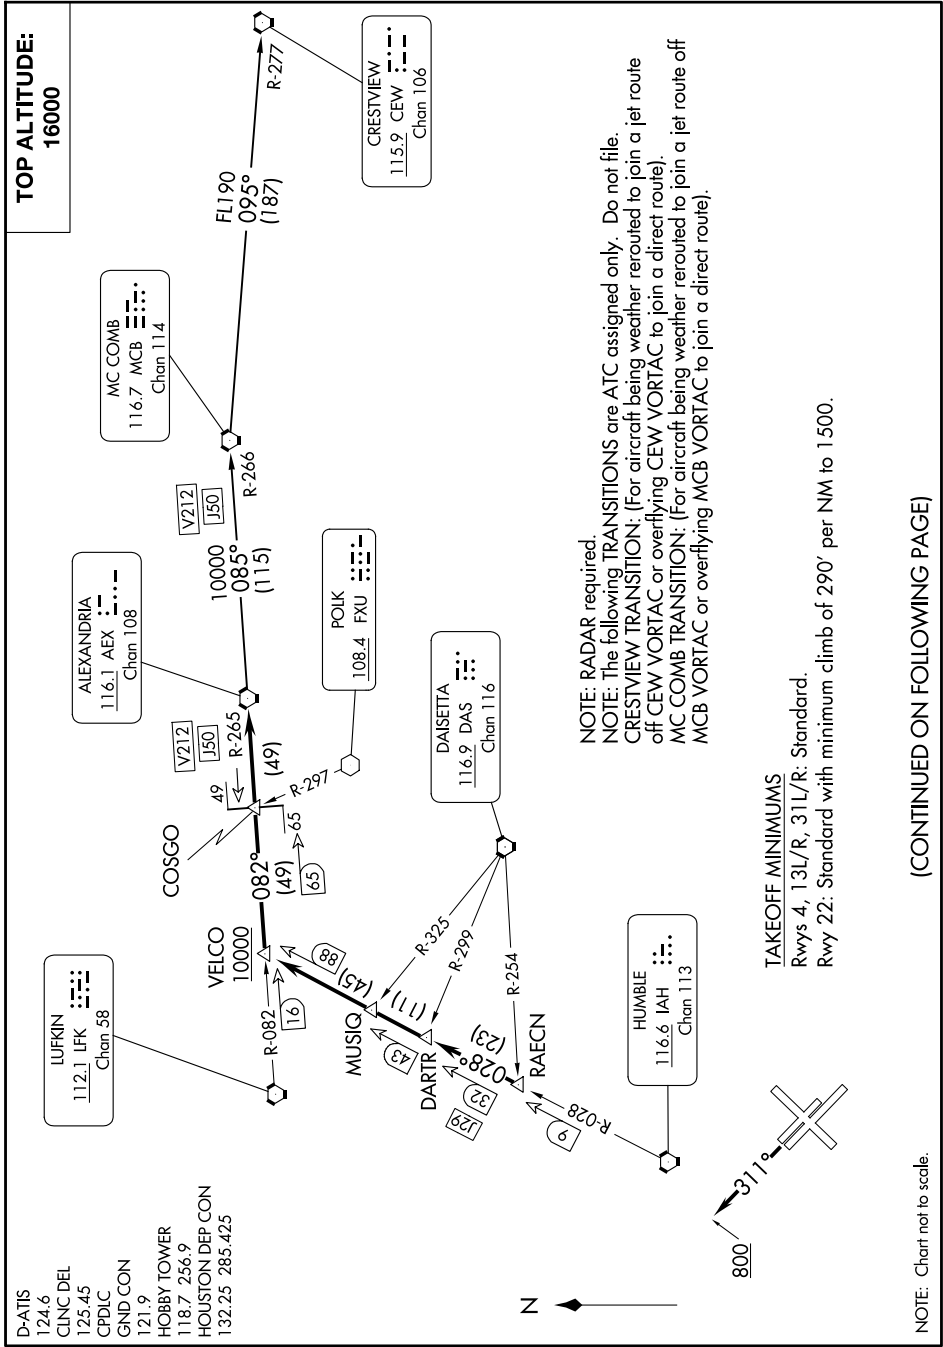 TOP ALTITUDE:
16000
D-ATIS
124.6
CLNC DEL
125.45
CPDLC
GND CON
121.9
HOBBY TOWER
118.7 256.9
HOUSTON DEP CON
132.25 285.425
LUFKIN
112.1 LFK
Chan 58
ALEXANDRIA
116.1 AEX
Chan 108
MC COMB
116.7 MCB
Chan 114
CRESTVIEW
115.9 CEW
Chan 106
POLK
108.4 FXU
DAISETTA
116.9 DAS
Chan 116
HUMBLE
116.6 IAH
Chan 113
R-277
FL190
095°
(187)
R-266
V212
J50
10000
085°
(115)
V212
J50
R-265
(49)
49
COSGO
R-297
65
65
082°
(49)
VELCO
10000
R-082
16
88
(45)
MUSIQ
R-325
(11)
43
DARTR
R-299
(23)
028°
32
J29
RAECN
R-254
9
R-028
311°
800
N
NOTE: RADAR required.
NOTE: The following TRANSITIONS are ATC assigned only. Do not file.
CRESTVIEW TRANSITION: (For aircraft being weather rerouted to join a jet route
off CEW VORTAC or overflying CEW VORTAC to join a direct route).
MC COMB TRANSITION: (For aircraft being weather rerouted to join a jet route off
MCB VORTAC or overflying MCB VORTAC to join a direct route).
TAKEOFF MINIMUMS
Rwys 4, 13L/R, 31L/R: Standard.
Rwy 22: Standard with minimum climb of 290' per NM to 1500.
(CONTINUED ON FOLLOWING PAGE)
NOTE: Chart not to scale.